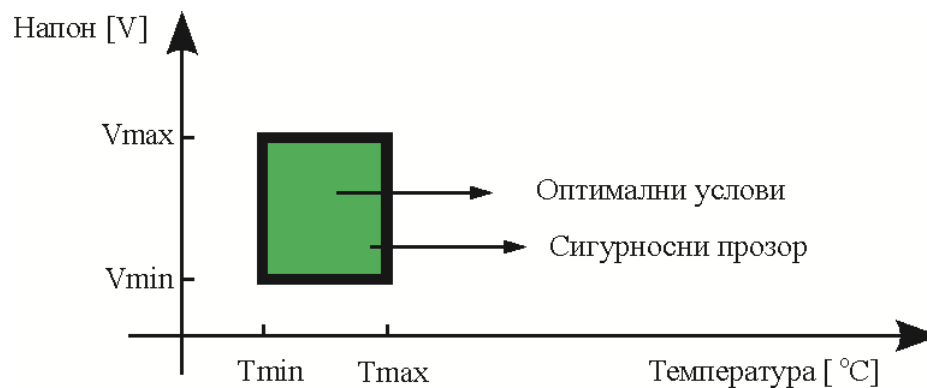 Напон [V]
Vmax
Оптимални услови
Сигурносни прозор
Vmin
Tmin
Tmax
Температура [ °C]